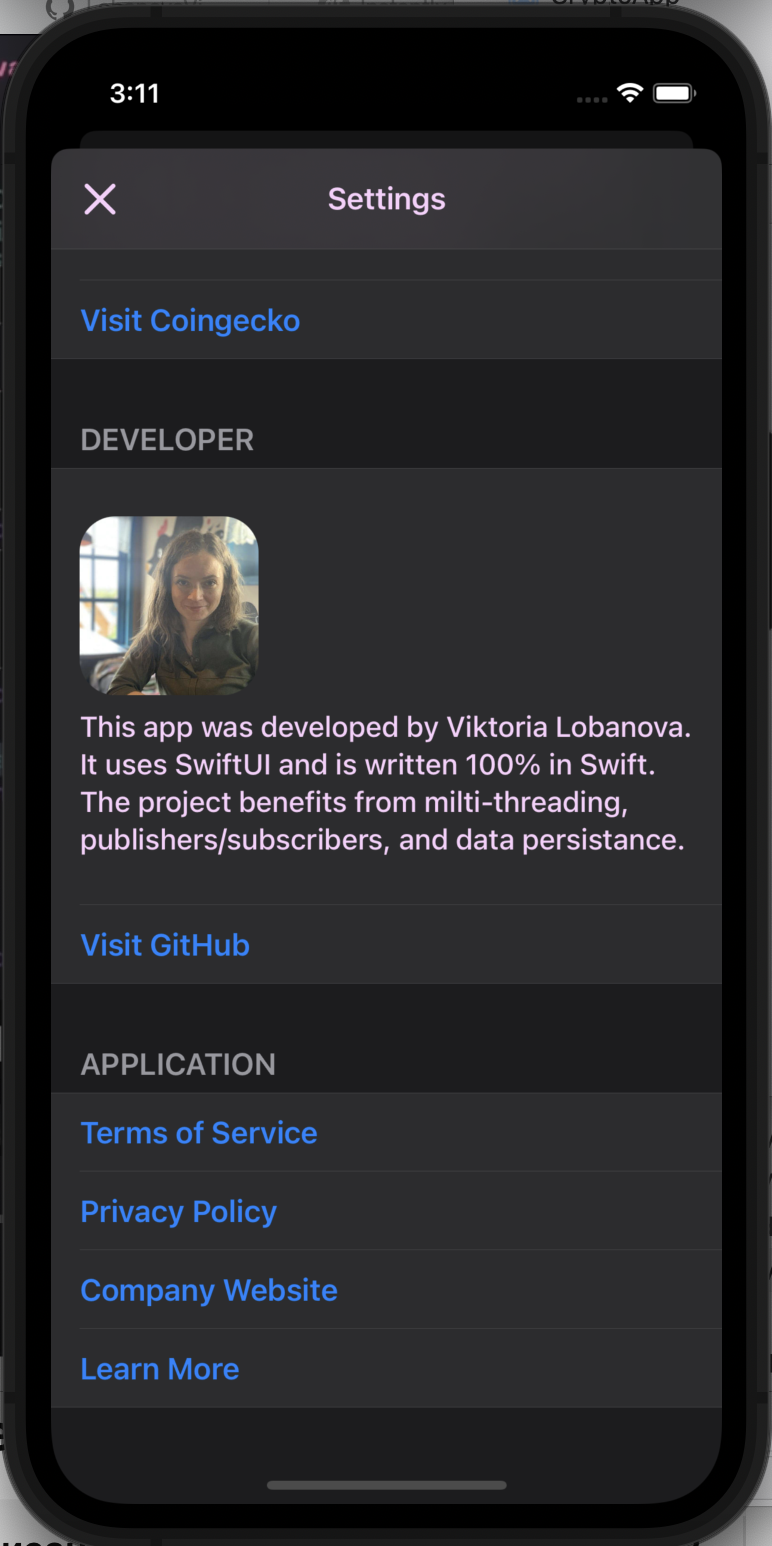 CryptoApp
3:11
Settings
Visit Coingecko
DEVELOPER
This app was developed by Viktoria Lobanova.
It uses SwiftUI and is written 100% in Swift.
The project benefits from milti-threading,
publishers/subscribers, and data persistance.
Visit GitHub
APPLICATION
Terms of Service
Privacy Policy
Company Website
Learn More